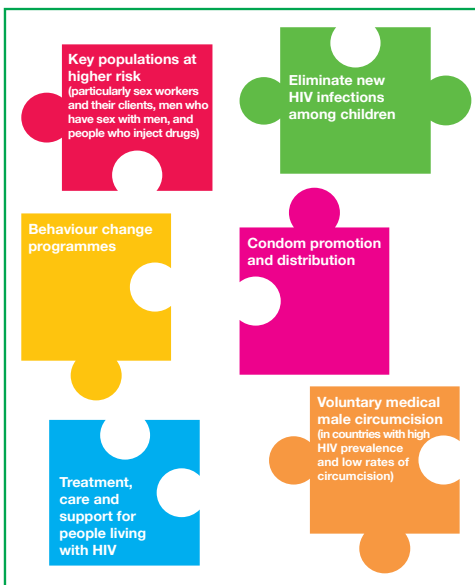 Key populations at
higher risk
(particularly sex workers
and their clients, men who
have sex with men, and
people who inject drugs)
Eliminate new
HIV infections
among children
Behaviour change
programmes
Condom promotion
and distribution
Treatment,
care and
support for
people living
with HIV
Voluntary medical
male circumcision
(in countries with high
HIV prevalence
and low rates of
circumcision)